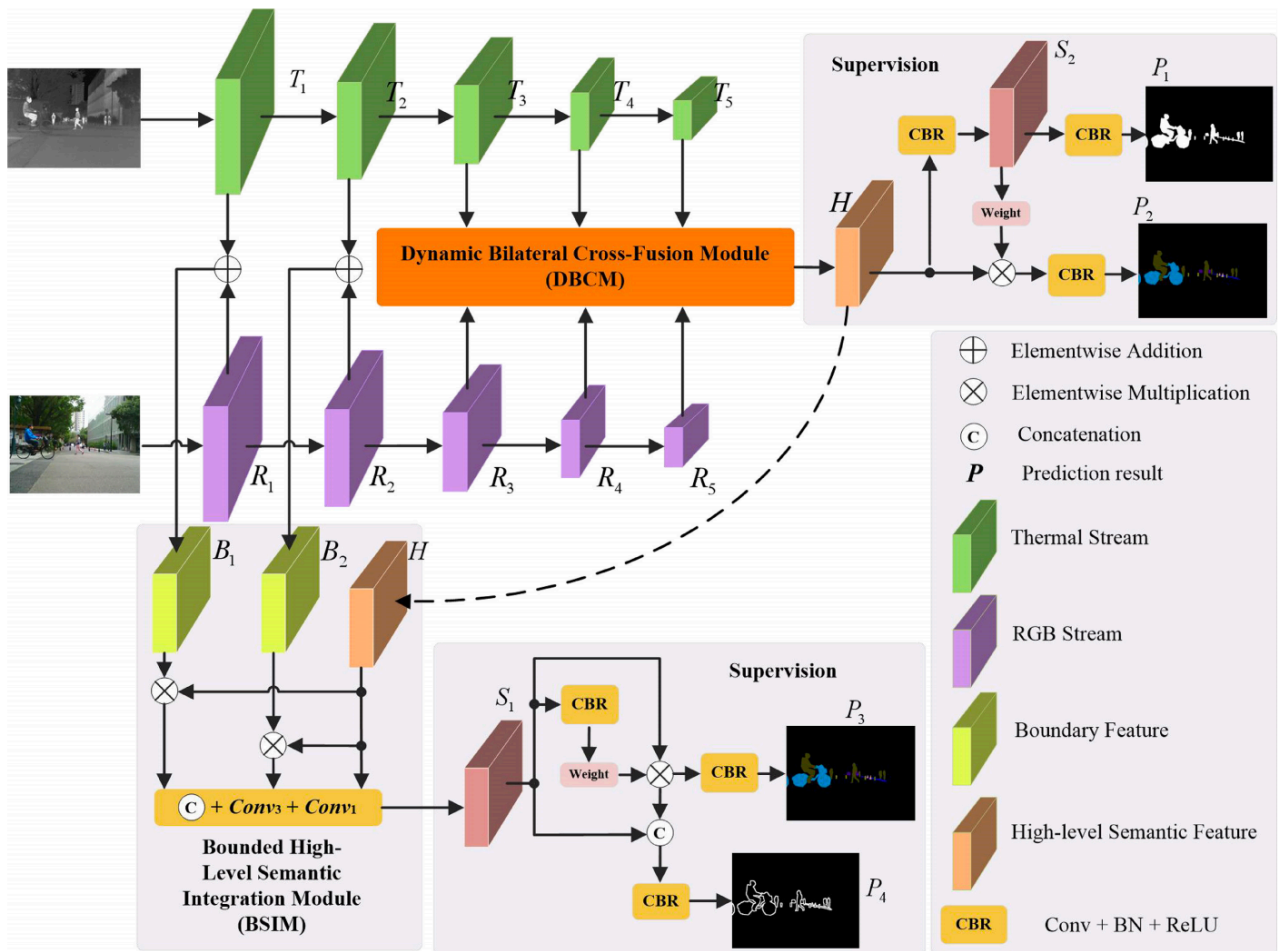 T₁
T₂
T₃
T₄
T₅
Supervision
S₂
P₁
CBR
CBR
Weight
P₂
CBR
H
Dynamic Bilateral Cross-Fusion Module
(DBCM)
R₁
R₂
R₃
R₄
R₅
B₁
B₂
H
C + Conv₃ + Conv₁
Bounded High-
Level Semantic
Integration Module
(BSIM)
Supervision
S₁
CBR
Weight
CBR
P₃
C
CBR
P₄
Elementwise Addition
Elementwise Multiplication
C Concatenation
P Prediction result
Thermal Stream
RGB Stream
Boundary Feature
High-level Semantic Feature
CBR Conv + BN + ReLU